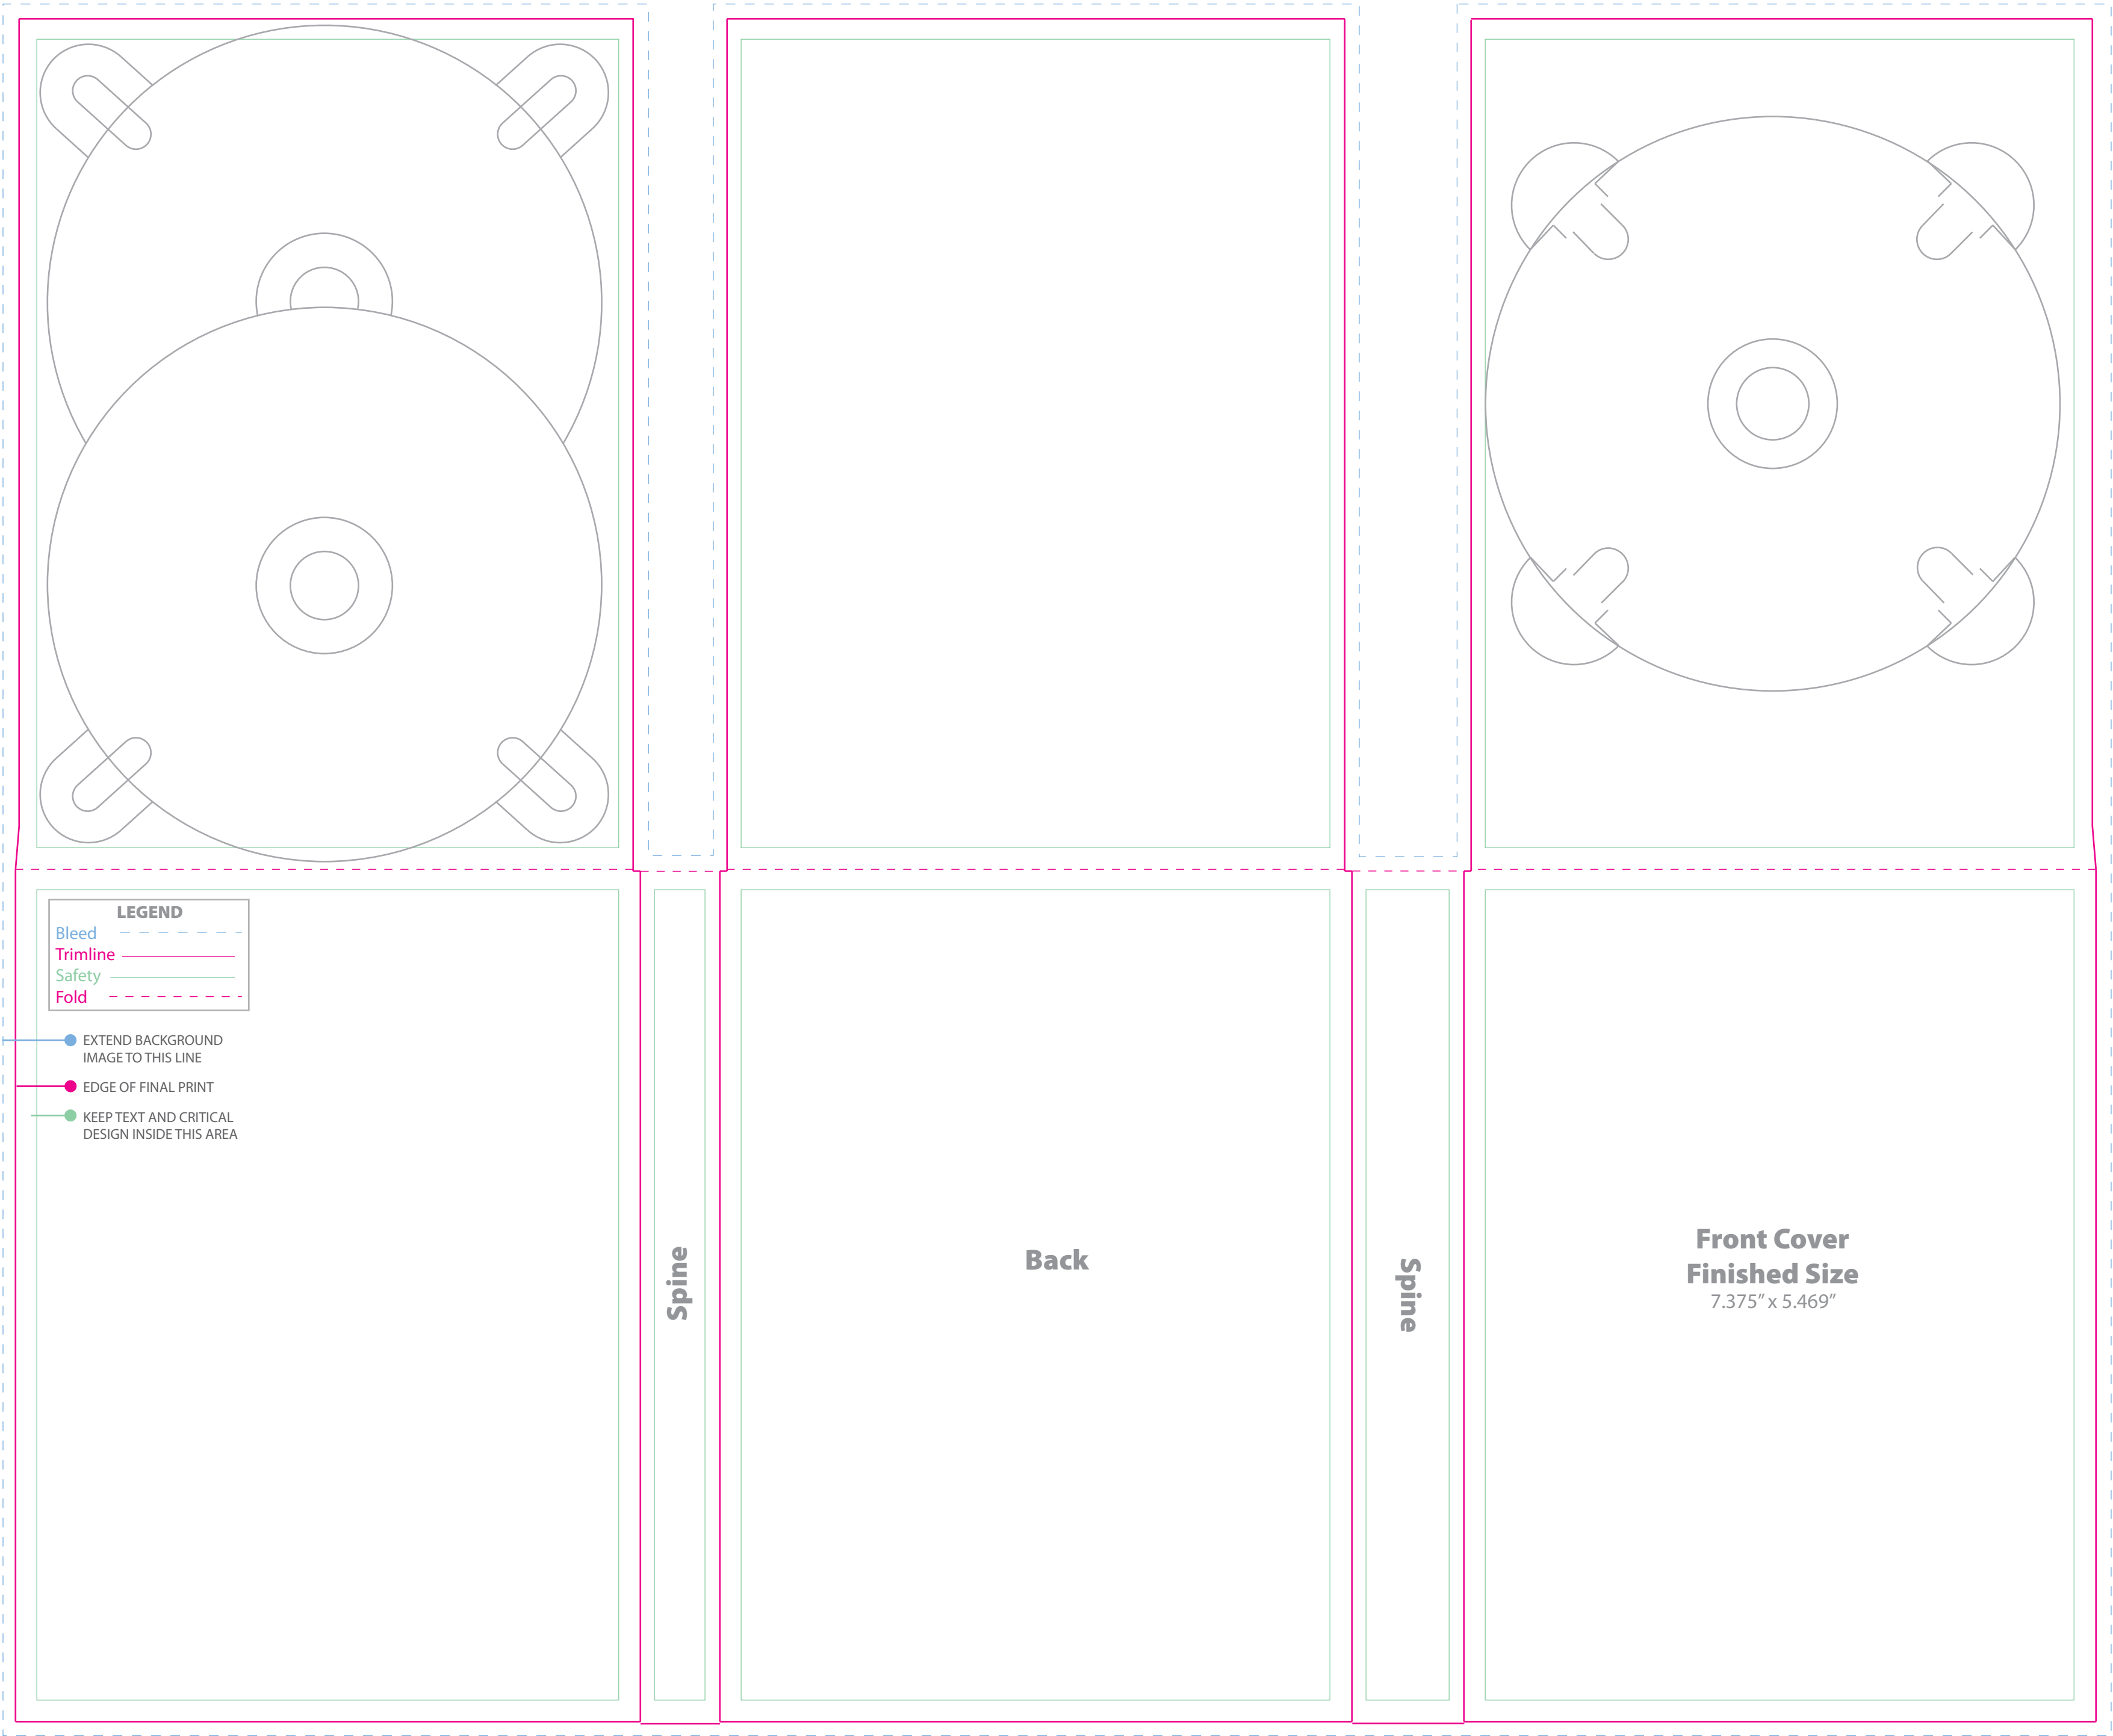 LEGEND
Bleed
Trimline
Safety
Fold
EXTEND BACKGROUND
IMAGE TO THIS LINE
EDGE OF FINAL PRINT
KEEP TEXT AND CRITICAL
DESIGN INSIDE THIS AREA
Spine
Back
Spine
Front Cover
Finished Size
7.375” x 5.469”